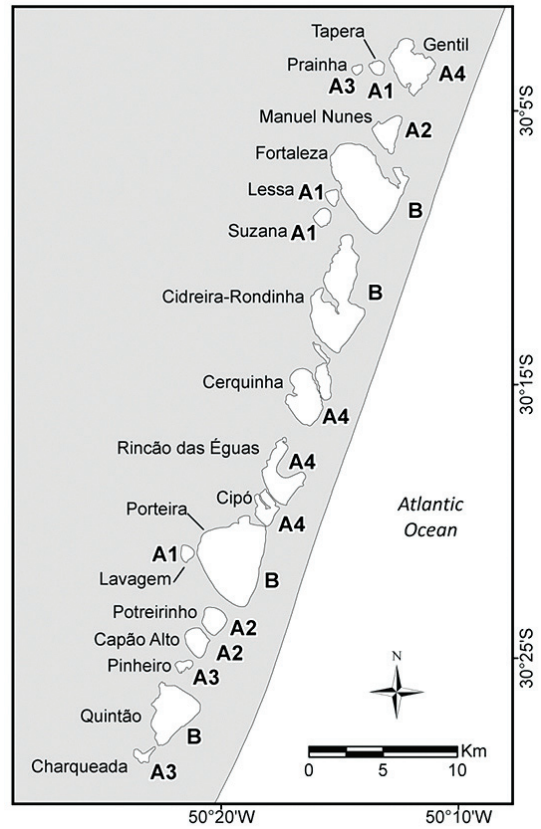 Tapera
Gentil
Prainha
A3
A1
A4
30°5'S
Manuel Nunes
A2
Fortaleza
Lessa A1
B
Suzana A1
Cidreira-Rondinha
B
30°15'S
Cerquinha
A4
Rincão das Éguas
A4
Cipó
A4
Porteira
Atlantic
Ocean
A1
Lavagem
B
Potreirinho
A2
Capão Alto
A2
Pinheiro
A3
30°25'S
N
Quintão
B
Charqueada
A3
Km
0 5 10
50°20'W 50°10'W